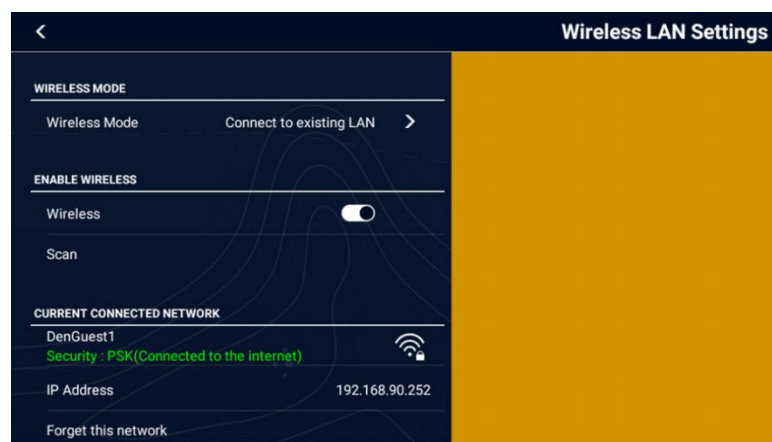 Wireless LAN Settings
WIRELESS MODE
Wireless Mode Connect to existing LAN
ENABLE WIRELESS
Wireless
Scan
CURRENT CONNECTED NETWORK
DenGuest1
Security : PSK(Connected to the internet)
IP Address 192.168.90.252
Forget this network